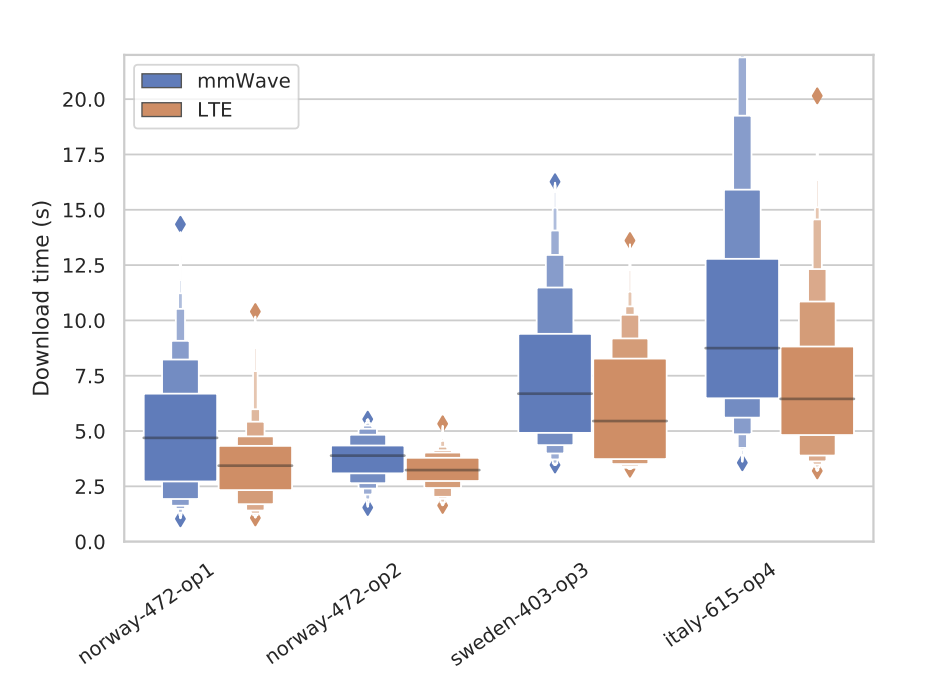 mmWave
LTE
Download time (s)
20.0
17.5
15.0
12.5
10.0
7.5
5.0
2.5
0.0
norway-472-op1
norway-472-op2
sweden-403-op3
italy-615-op4